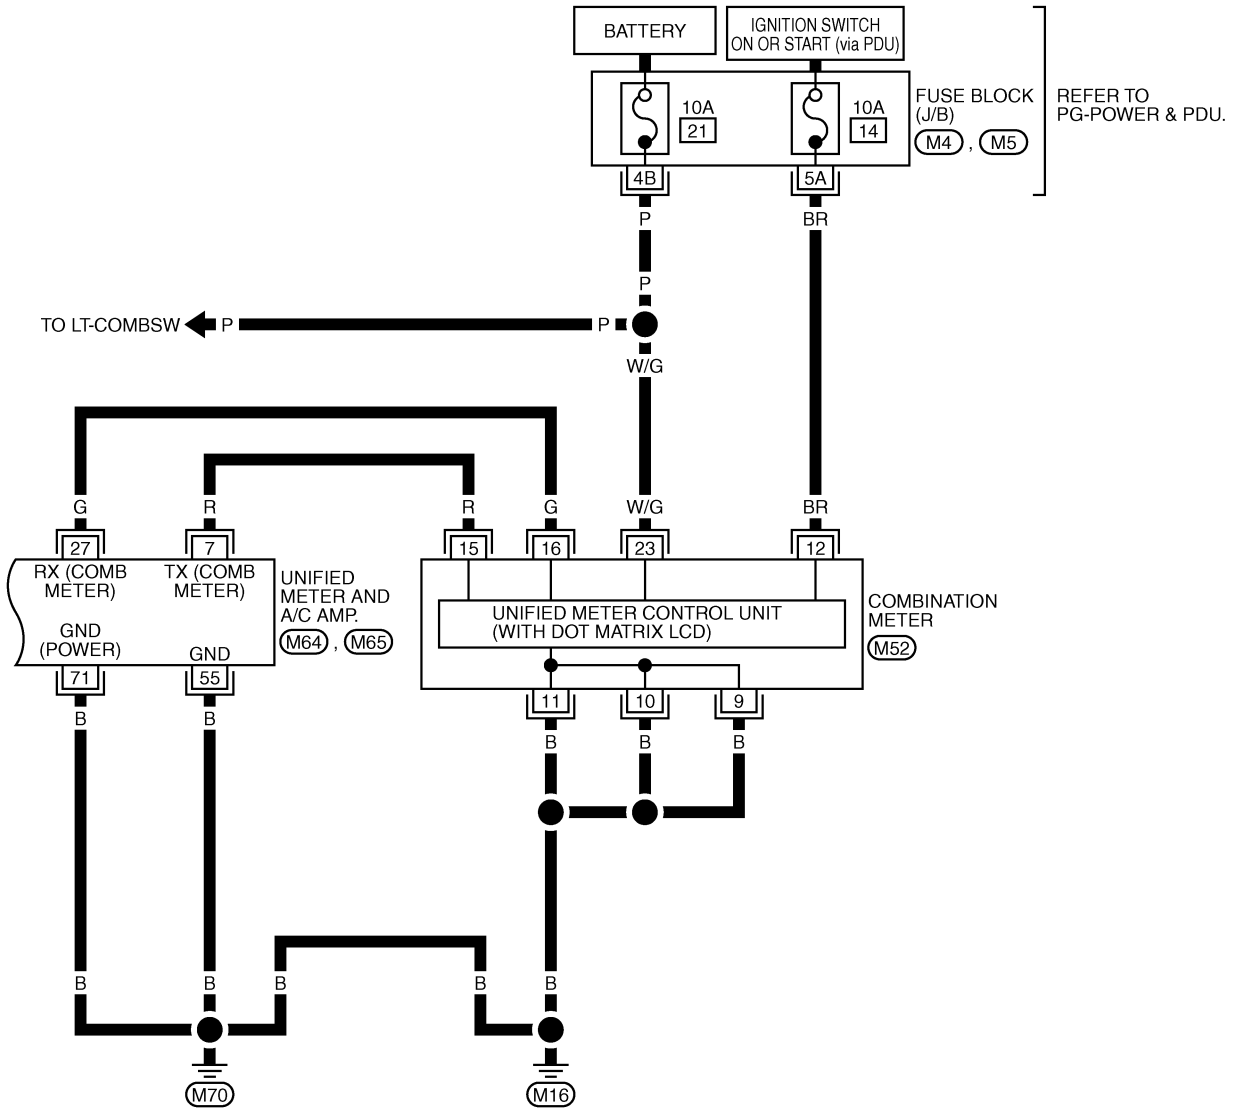 BATTERY
IGNITION SWITCH
ON OR START (via PDU)
10A
21
10A
14
FUSE BLOCK
(J/B)
M4 , M5
REFER TO
PG-POWER & PDU.
4B
5A
P
BR
P
TO LT-COMBSW
P
P
W/G
G
R
R
G
W/G
BR
27
7
15
16
23
12
RX (COMB
METER)
TX (COMB
METER)
GND
(POWER)
GND
UNIFIED
METER AND
A/C AMP.
M64 , M65
UNIFIED METER CONTROL UNIT
(WITH DOT MATRIX LCD)
COMBINATION
METER
M52
71
55
11
10
9
B
B
B
B
B
B
B
B
B
B
M70
M16